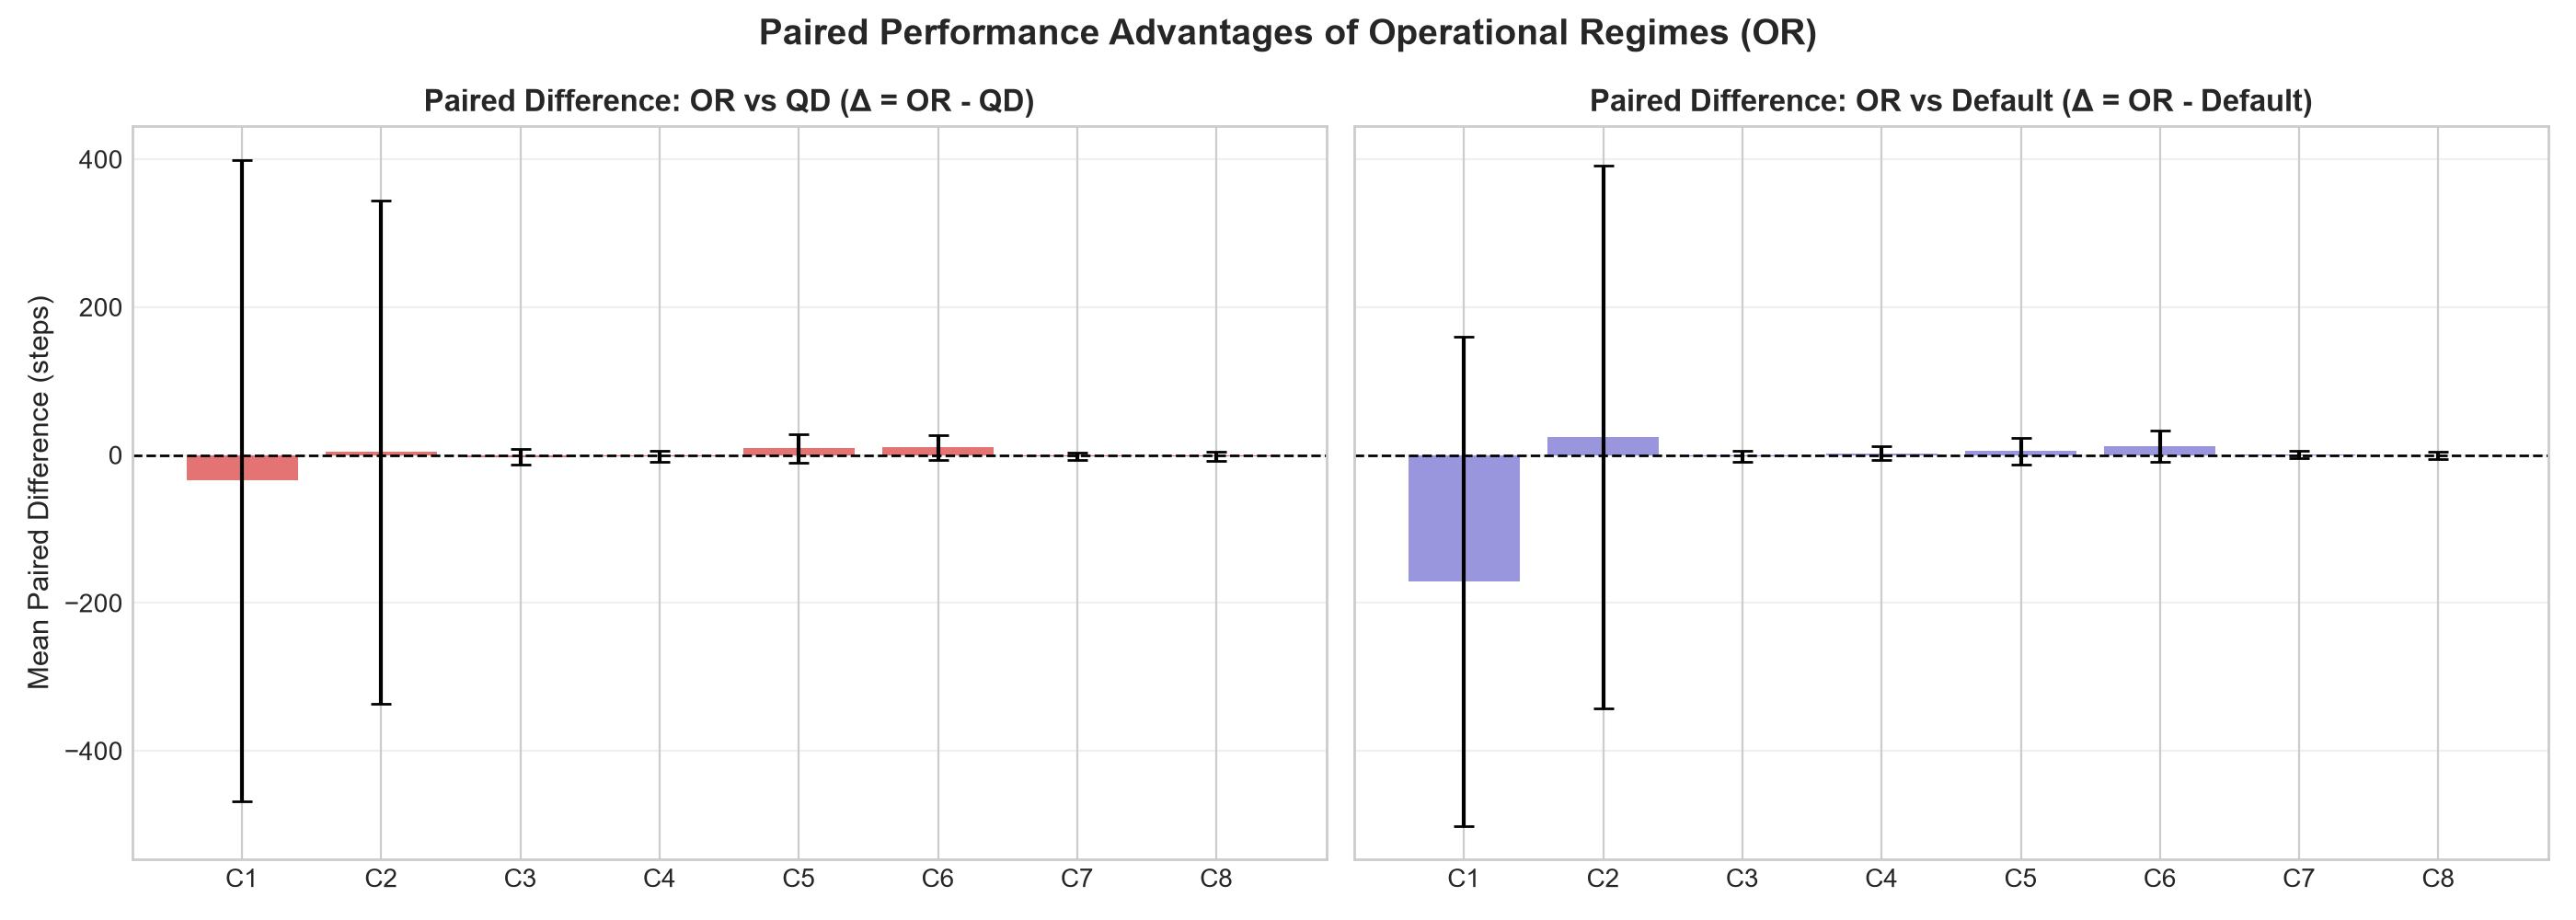 Paired Performance Advantages of Operational Regimes (OR)
Paired Difference: OR vs QD (Δ = OR - QD)
Paired Difference: OR vs Default (Δ = OR - Default)
Mean Paired Difference (steps)
400
200
0
−200
−400
C1 C2 C3 C4 C5 C6 C7 C8
C1 C2 C3 C4 C5 C6 C7 C8